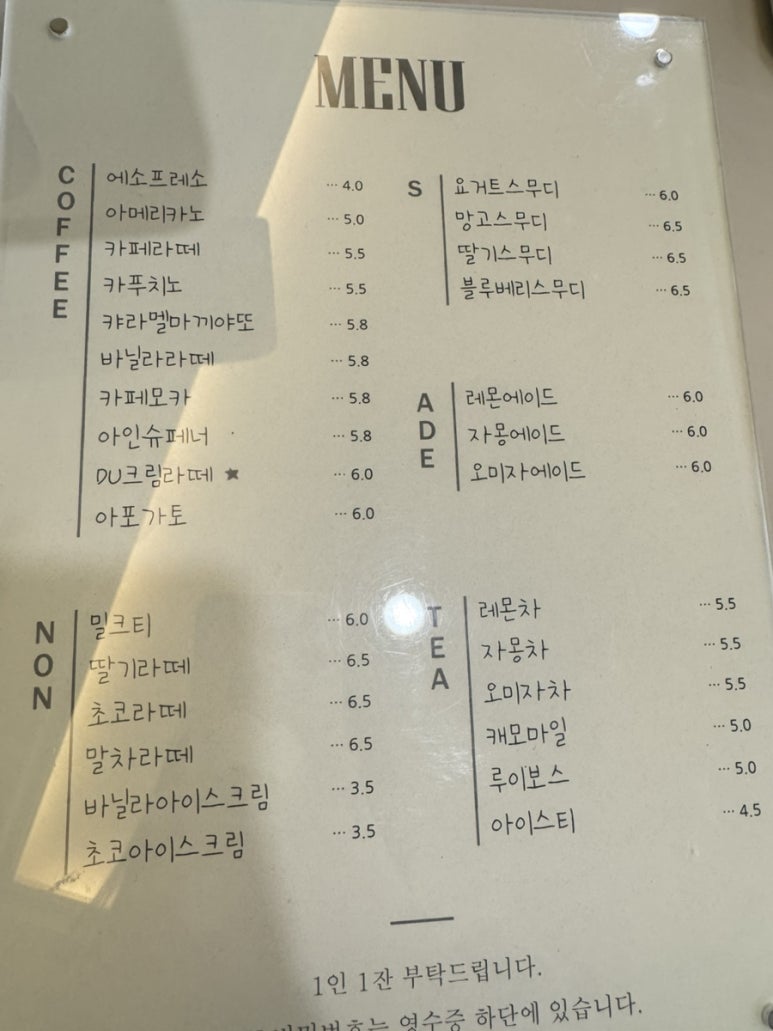 MENU
COFFEE
에소프레소 ··· 4.0
아메리카노 ··· 5.0
카페라떼 ··· 5.5
카푸치노 ··· 5.5
캬라멜마끼야또 ··· 5.8
바닐라라떼 ··· 5.8
카페모카 ··· 5.8
아인슈페너 ··· 5.8
DU크림라떼 ★ ··· 6.0
아포가토 ··· 6.0
S
요거트스무디 ··· 6.0
망고스무디 ··· 6.5
딸기스무디 ··· 6.5
블루베리스무디 ··· 6.5
ADE
레몬에이드 ··· 6.0
자몽에이드 ··· 6.0
오미자에이드 ··· 6.0
NON
밀크티 ··· 6.0
딸기라떼 ··· 6.5
초코라떼 ··· 6.5
말차라떼 ··· 6.5
바닐라아이스크림 ··· 3.5
초코아이스크림 ··· 3.5
TEA
레몬차 ··· 5.5
자몽차 ··· 5.5
오미자차 ··· 5.5
캐모마일 ··· 5.0
루이보스 ··· 5.0
아이스티 ··· 4.5
1인 1잔 부탁드립니다.
영수증 하단에 있습니다.